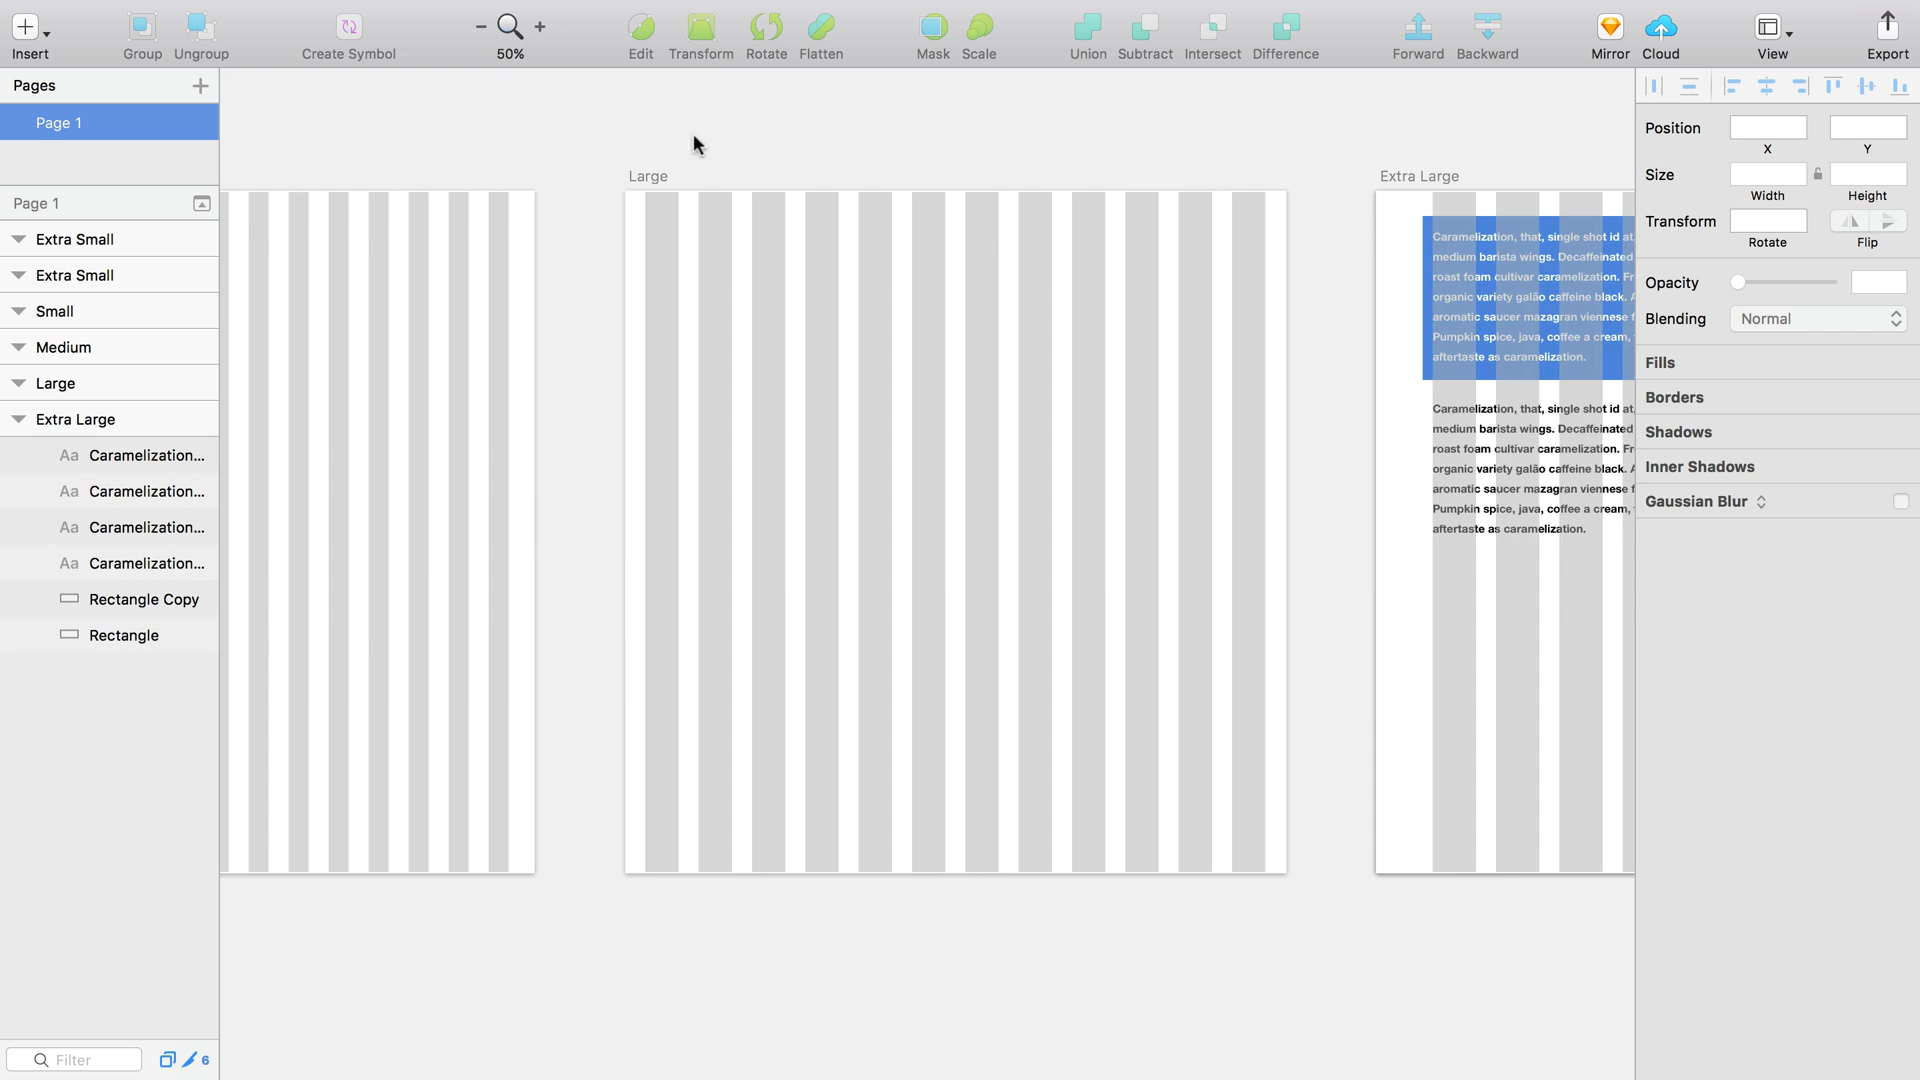 Insert
Group
Ungroup
Create Symbol
50%
Edit
Transform
Rotate
Flatten
Mask
Scale
Union
Subtract
Intersect
Difference
Forward
Backward
Mirror
Cloud
View
Export
Pages
Page 1
Page 1
Extra Small
Extra Small
Small
Medium
Large
Extra Large
Aa Caramelization...
Aa Caramelization...
Aa Caramelization...
Aa Caramelization...
Rectangle Copy
Rectangle
Filter
6
Large
Extra Large
Caramelization, that, single shot id at
medium barista wings. Decaffeinated
roast foam cultivar caramelization. Fr
organic variety galão caffeine black. A
aromatic saucer mazagran viennese f
Pumpkin spice, java, coffee a cream,
aftertaste as caramelization.
Caramelization, that, single shot id at
medium barista wings. Decaffeinated
roast foam cultivar caramelization. Fr
organic variety galão caffeine black. A
aromatic saucer mazagran viennese f
Pumpkin spice, java, coffee a cream,
aftertaste as caramelization.
Position
X
Y
Size
Width
Height
Transform
Rotate
Flip
Opacity
Blending
Normal
Fills
Borders
Shadows
Inner Shadows
Gaussian Blur